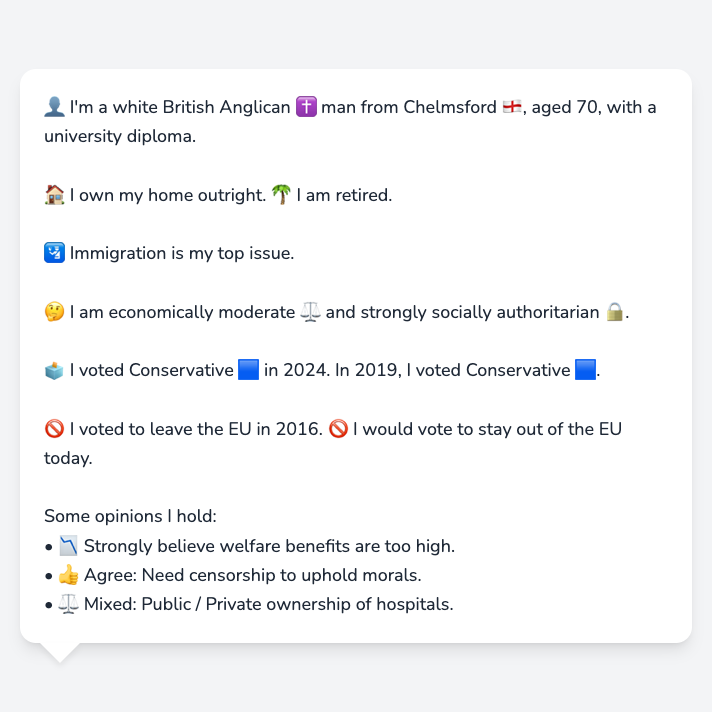 👤 I'm a white British Anglican ✝️ man from Chelmsford 🏴󠁧󠁢󠁥󠁮󠁧󠁿, aged 70, with a
university diploma.
🏠 I own my home outright. 🌴 I am retired.
🛂 Immigration is my top issue.
🤔 I am economically moderate ⚖️ and strongly socially authoritarian 🔒.
🗳️ I voted Conservative 🟦 in 2024. In 2019, I voted Conservative 🟦.
🚫 I voted to leave the EU in 2016. 🚫 I would vote to stay out of the EU
today.
Some opinions I hold:
• 📉 Strongly believe welfare benefits are too high.
• 👍 Agree: Need censorship to uphold morals.
• ⚖️ Mixed: Public / Private ownership of hospitals.